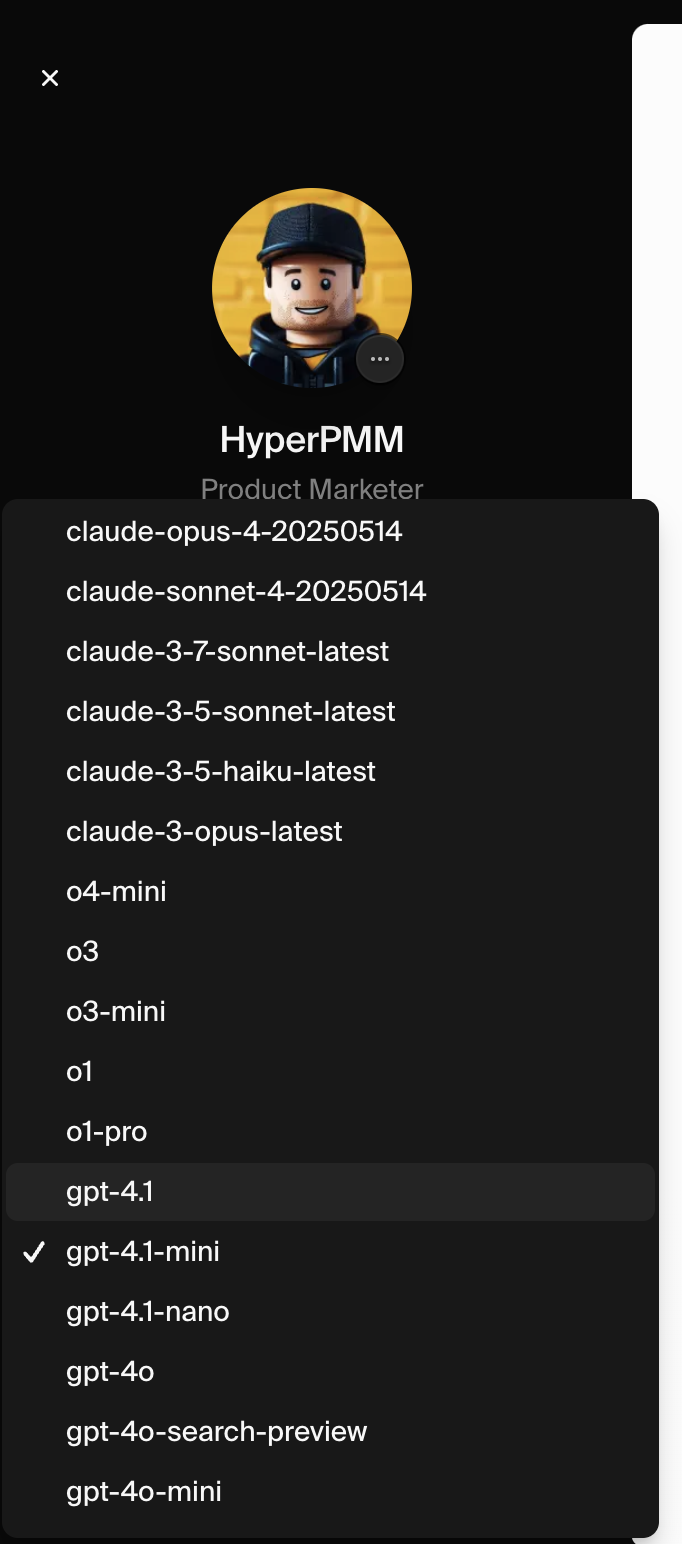 HyperPMM
Product Marketer
claude-opus-4-20250514
claude-sonnet-4-20250514
claude-3-7-sonnet-latest
claude-3-5-sonnet-latest
claude-3-5-haiku-latest
claude-3-opus-latest
o4-mini
o3
o3-mini
o1
o1-pro
gpt-4.1
gpt-4.1-mini
gpt-4.1-nano
gpt-4o
gpt-4o-search-preview
gpt-4o-mini